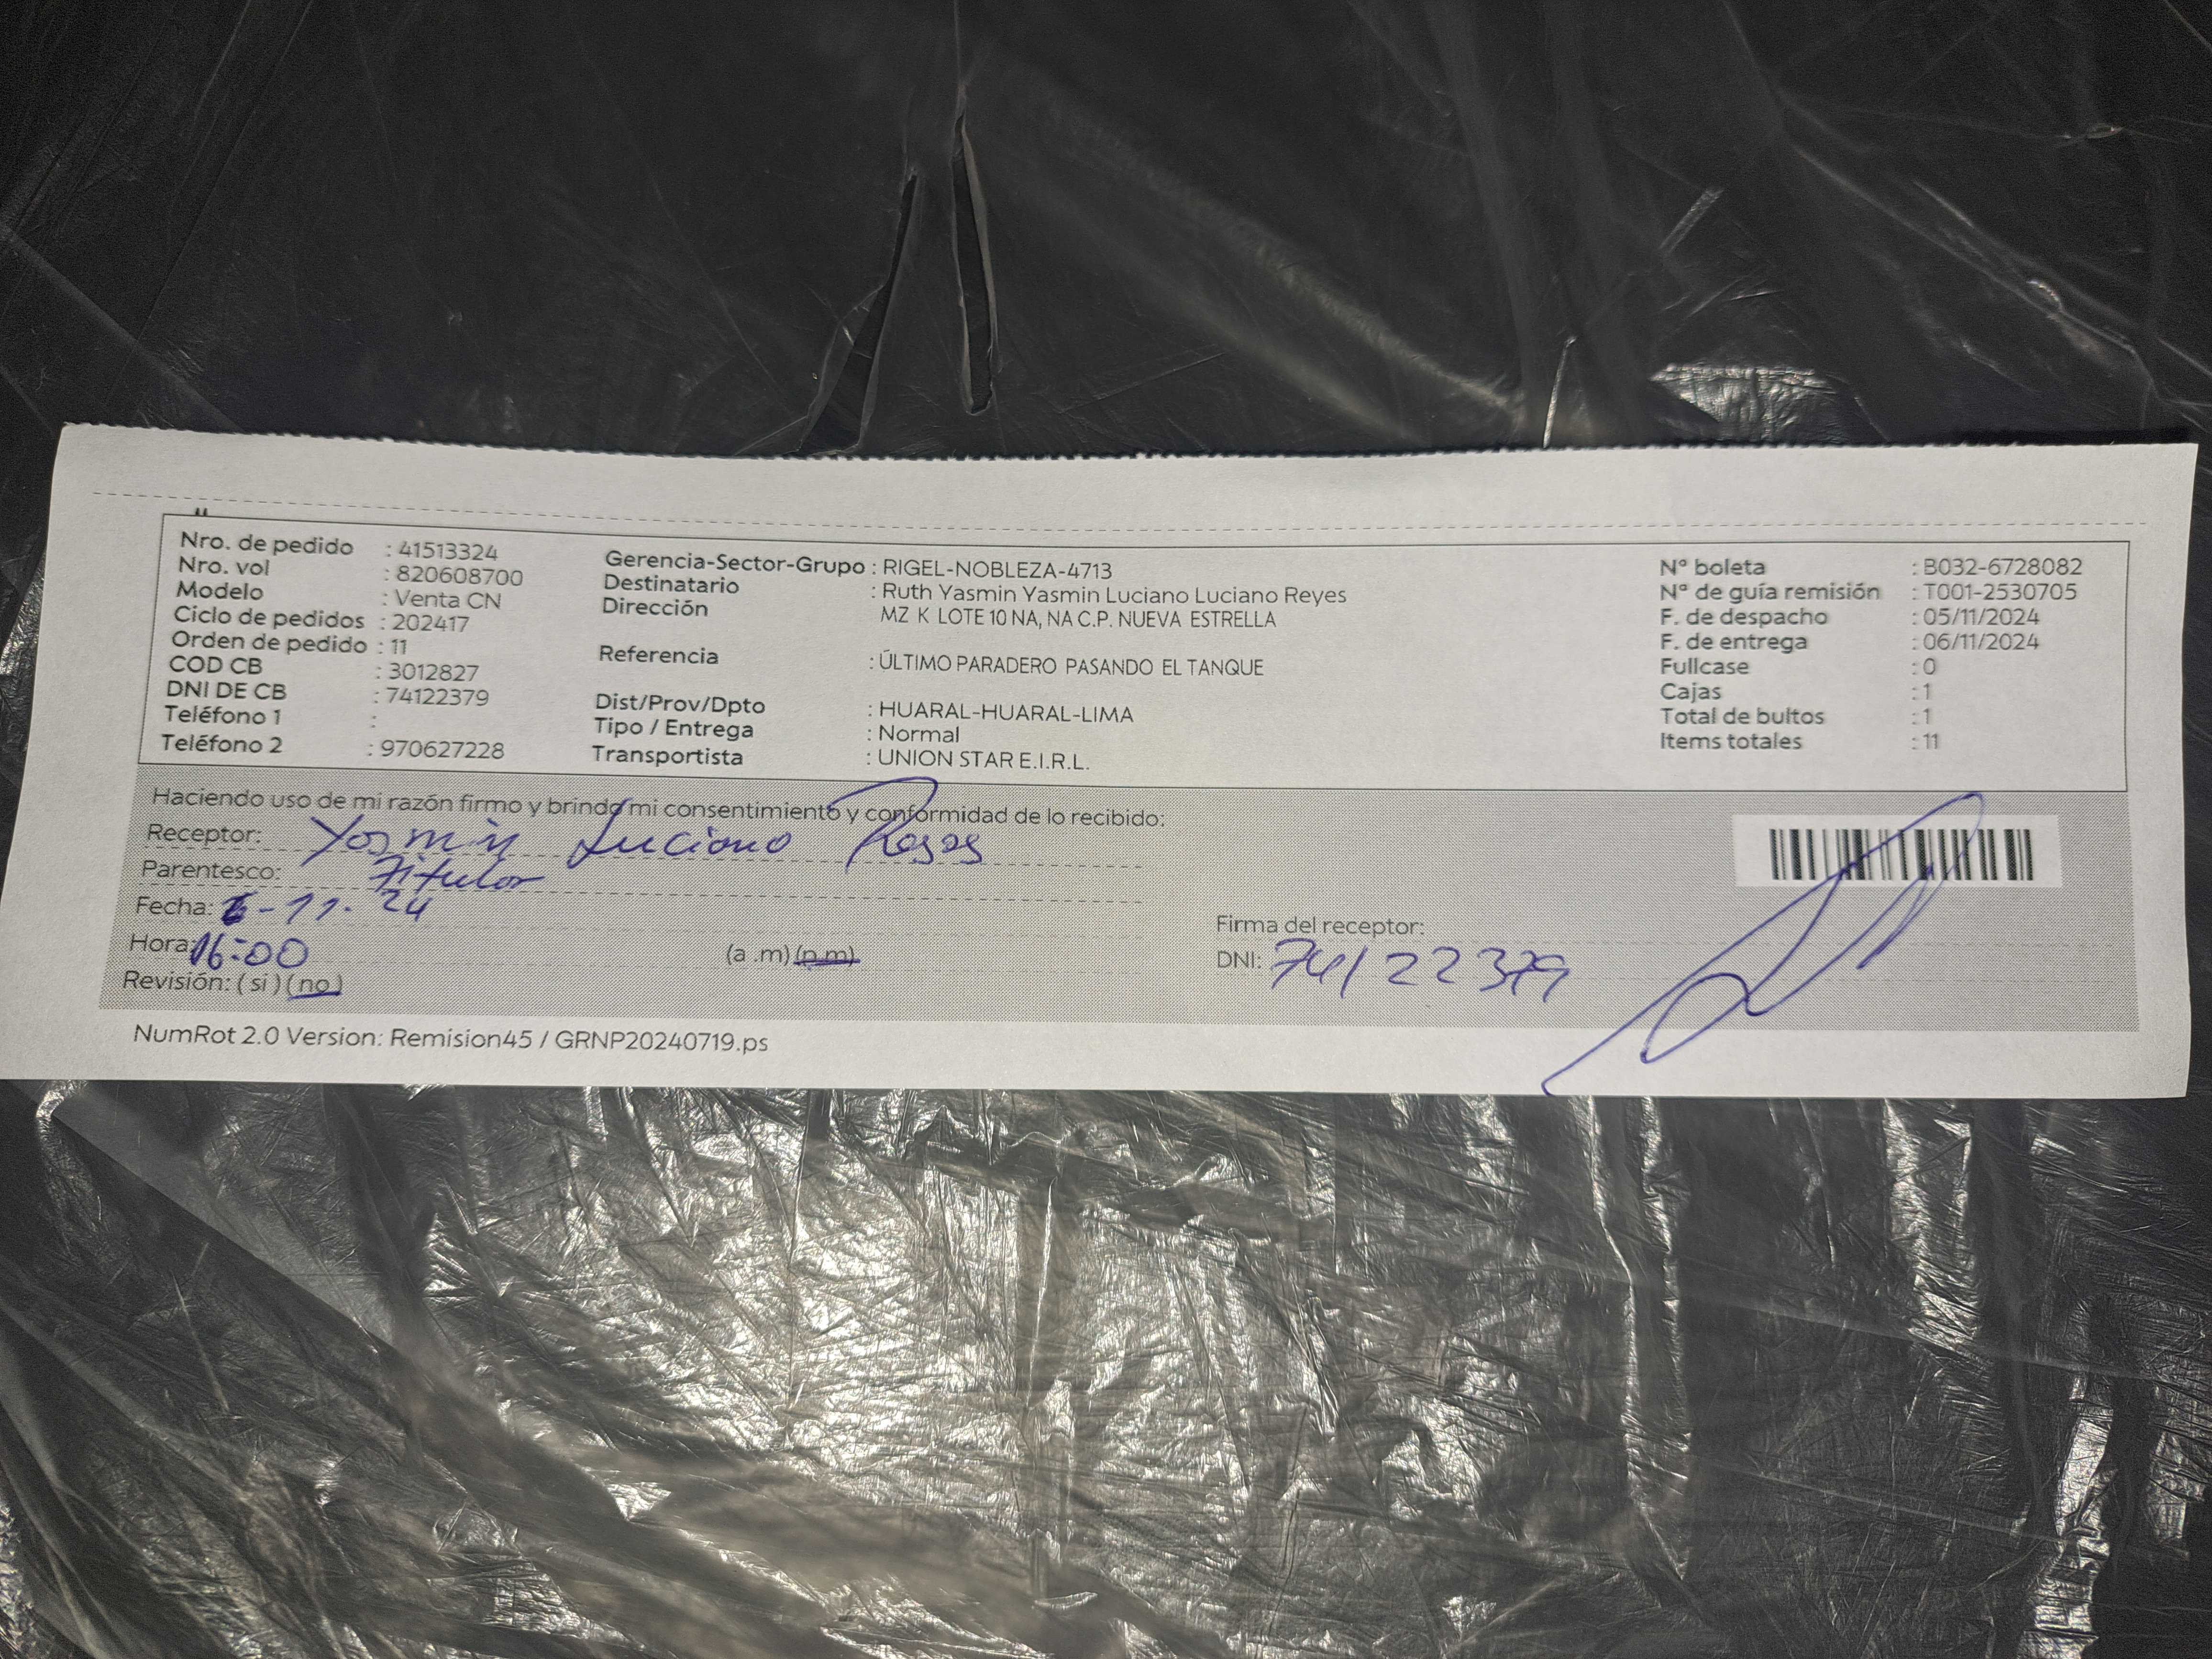 Nro. de pedido : 41513324
Nro. vol : 820608700
Modelo : Venta CN
Ciclo de pedidos : 202417
Orden de pedido : 11
COD CB : 3012827
DNI DE CB : 74122379
Teléfono 1 :
Teléfono 2 : 970627228
Gerencia-Sector-Grupo : RIGEL-NOBLEZA-4713
Destinatario : Ruth Yasmin Yasmin Luciano Luciano Reyes
Dirección MZ K LOTE 10 NA, NA C.P. NUEVA ESTRELLA
Referencia : ÚLTIMO PARADERO PASANDO EL TANQUE
Dist/Prov/Dpto : HUARAL-HUARAL-LIMA
Tipo / Entrega : Normal
Transportista : UNION STAR E.I.R.L.
Nº boleta : B032-6728082
Nº de guía remisión : T001-2530705
F. de despacho : 05/11/2024
F. de entrega : 06/11/2024
Fullcase : 0
Cajas : 1
Total de bultos : 1
Items totales : 11
Haciendo uso de mi razón firmo y brindo mi consentimiento y conformidad de lo recibido:
Receptor: Yasmin Luciano
Parentesco: Titular
Fecha: 6-11-24
Hora: 16:00 (a .m) (p.m)
Revisión: ( si ) ( no )
Firma del receptor:
DNI: 74122379
NumRot 2.0 Version: Remision45 / GRNP20240719.ps